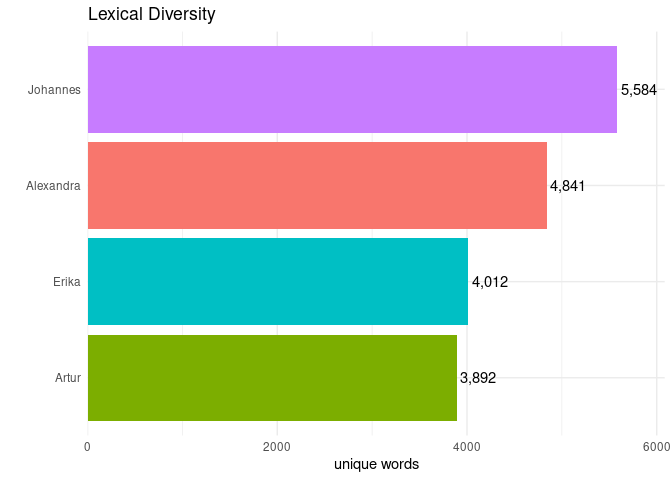 Lexical Diversity
Johannes
5,584
Alexandra
4,841
Erika
4,012
Artur
3,892
0 2000 4000 6000
unique words